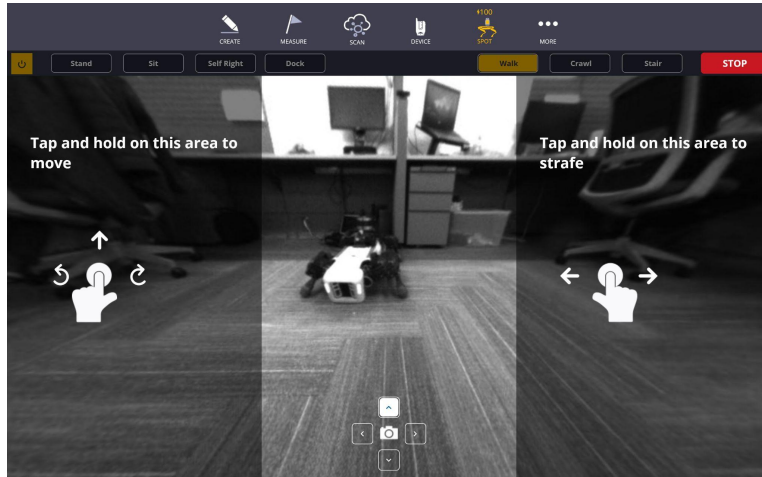 ⬍100
CREATE
MEASURE
SCAN
DEVICE
SPOT
MORE
Stand
Sit
Self Right
Dock
Walk
Crawl
Stair
STOP
Tap and hold on this area to
move
Tap and hold on this area to
strafe